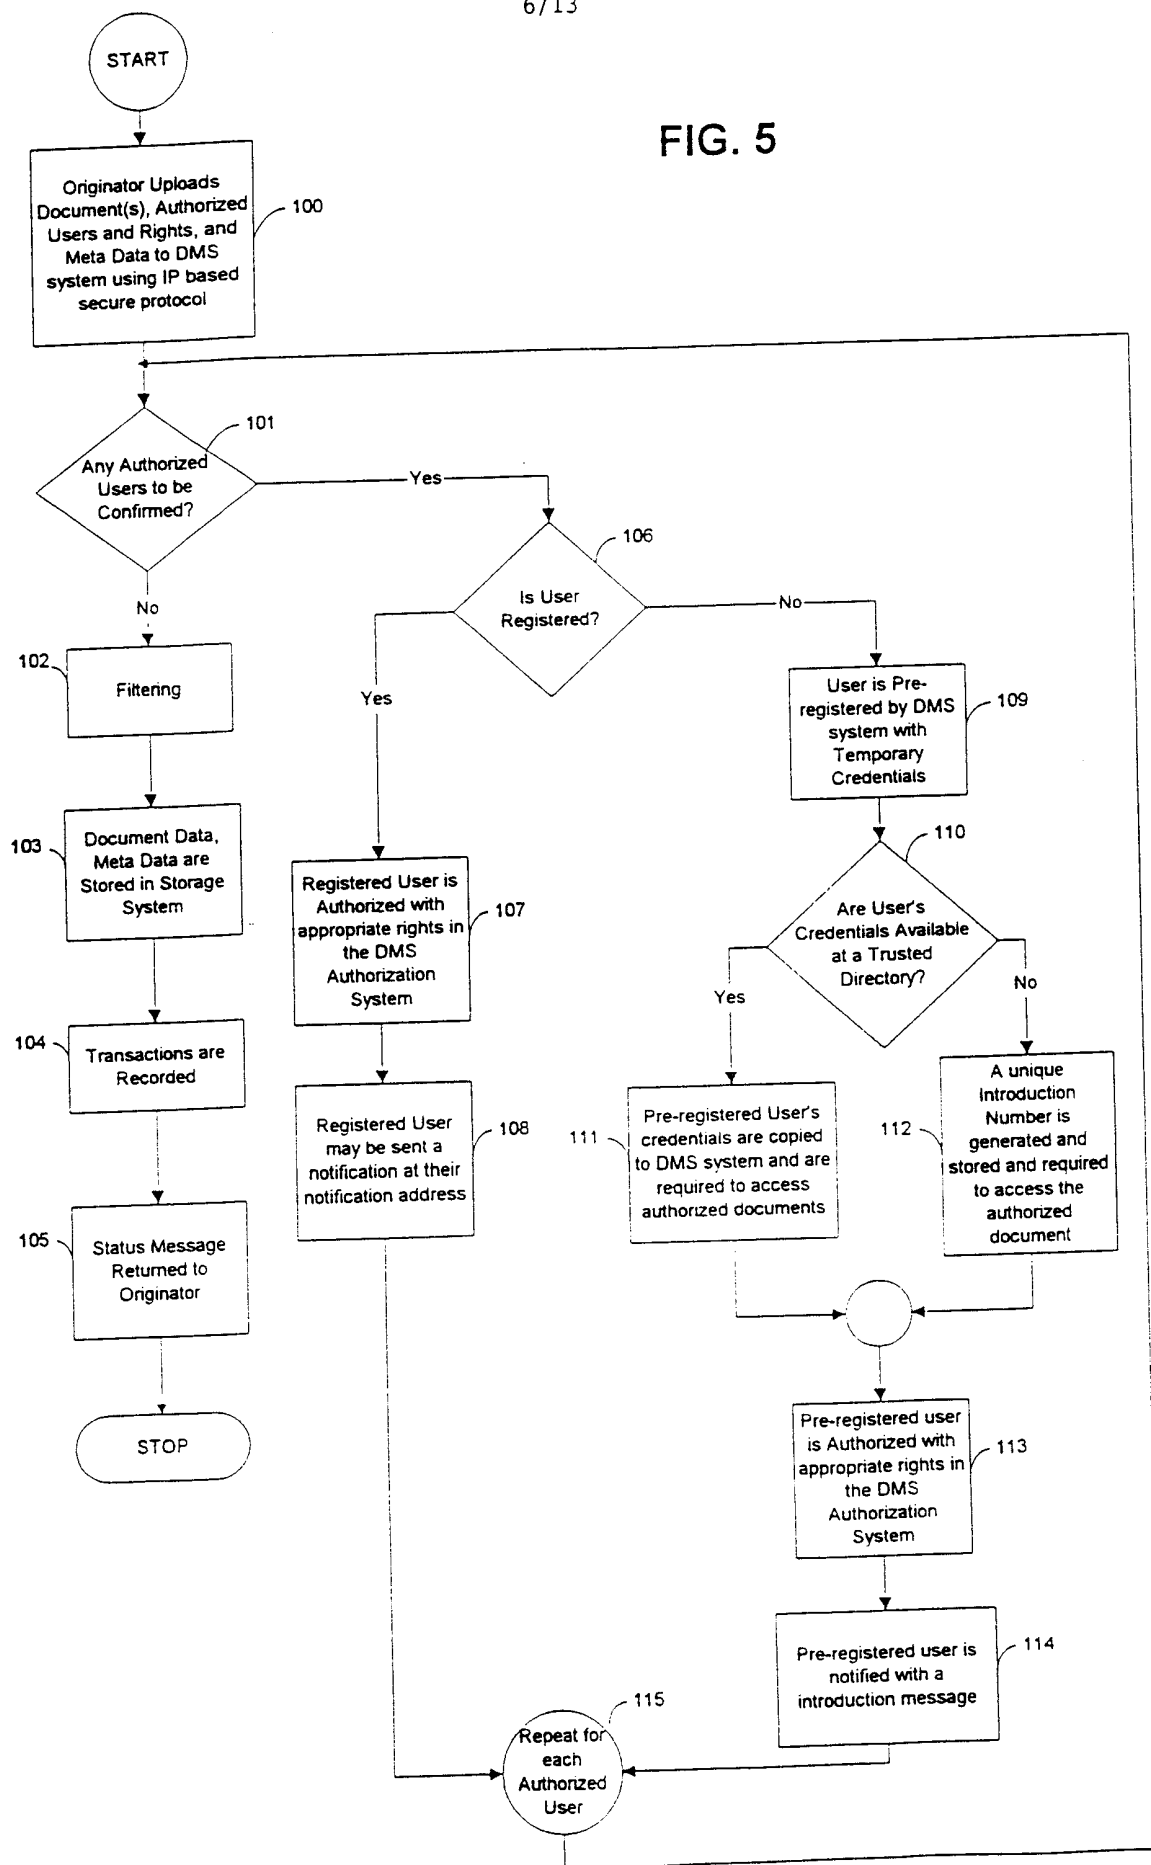 6/13
START
FIG. 5
Originator Uploads
Document(s), Authorized
Users and Rights, and
Meta Data to DMS
system using IP based
secure protocol
100
101
Any Authorized
Users to be
Confirmed?
Yes
No
106
Is User
Registered?
No
Yes
102
Filtering
User is Pre-
registered by DMS
system with
Temporary
Credentials
109
103
Document Data,
Meta Data are
Stored in Storage
System
110
Are User's
Credentials Available
at a Trusted
Directory?
Yes
No
Registered User is
Authorized with
appropriate rights in
the DMS
Authorization
System
107
104
Transactions are
Recorded
Registered User
may be sent a
notification at their
notification address
108
111
Pre-registered User's
credentials are copied
to DMS system and are
required to access
authorized documents
112
A unique
Introduction
Number is
generated and
stored and required
to access the
authorized
document
105
Status Message
Returned to
Originator
STOP
Pre-registered user
is Authorized with
appropriate rights in
the DMS
Authorization
System
113
Pre-registered user is
notified with a
introduction message
114
115
Repeat for
each
Authorized
User